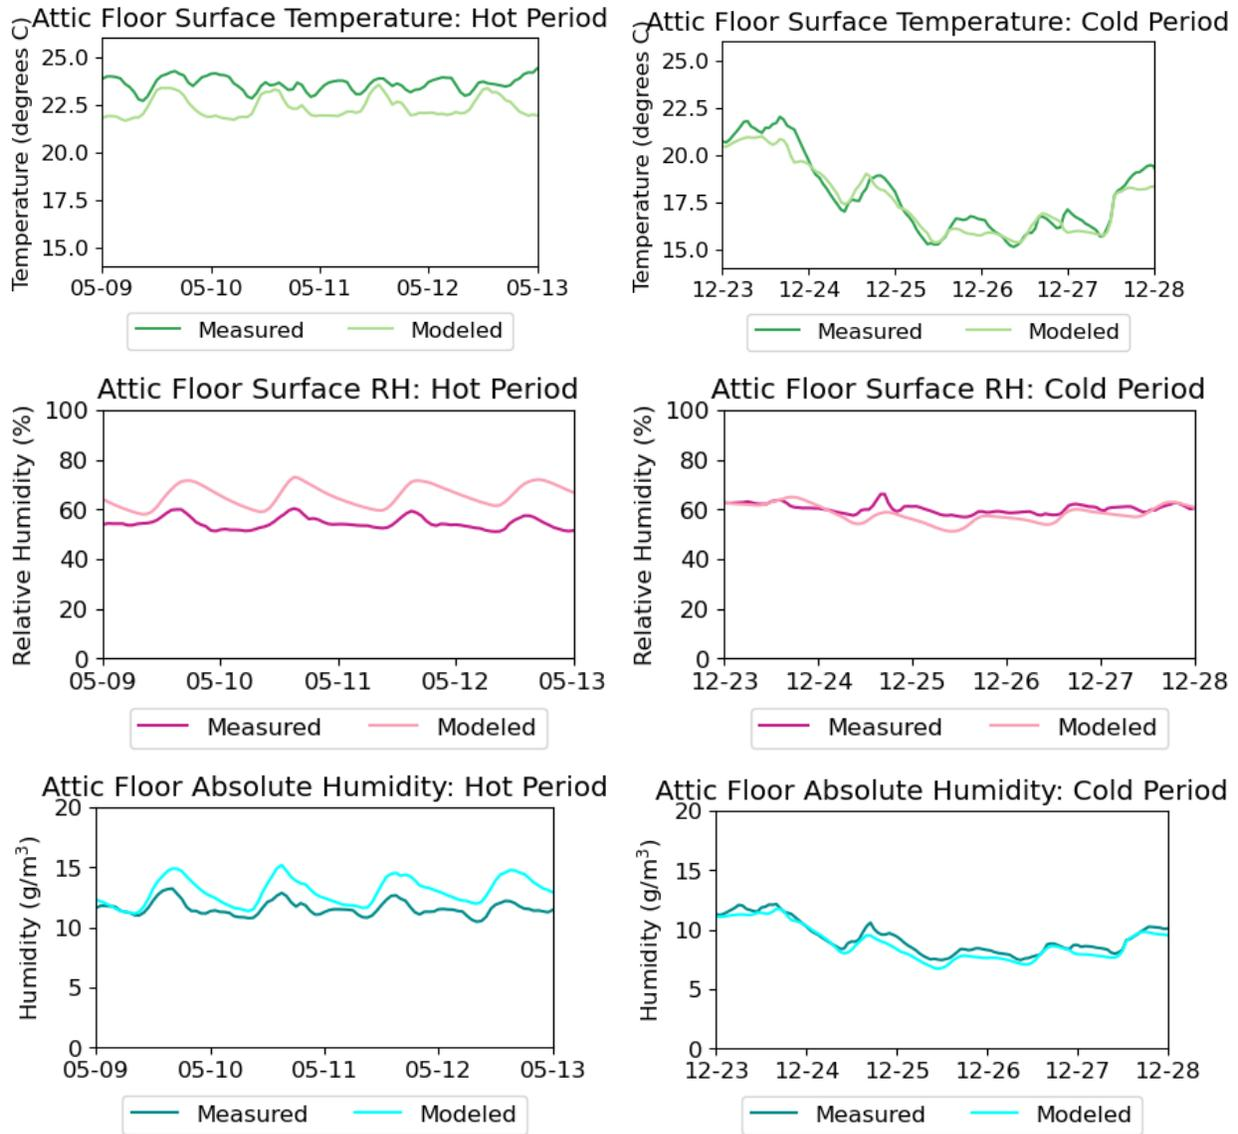 Attic Floor Surface Temperature: Hot Period
Temperature (degrees C)
25.0
22.5
20.0
17.5
15.0
05-09 05-10 05-11 05-12 05-13
Measured Modeled
Attic Floor Surface Temperature: Cold Period
Temperature (degrees C)
25.0
22.5
20.0
17.5
15.0
12-23 12-24 12-25 12-26 12-27 12-28
Measured Modeled
Attic Floor Surface RH: Hot Period
Relative Humidity (%)
100
80
60
40
20
0
05-09 05-10 05-11 05-12 05-13
Measured Modeled
Attic Floor Surface RH: Cold Period
Relative Humidity (%)
100
80
60
40
20
0
12-23 12-24 12-25 12-26 12-27 12-28
Measured Modeled
Attic Floor Absolute Humidity: Hot Period
Humidity (g/m³)
20
15
10
5
0
05-09 05-10 05-11 05-12 05-13
Measured Modeled
Attic Floor Absolute Humidity: Cold Period
Humidity (g/m³)
20
15
10
5
0
12-23 12-24 12-25 12-26 12-27 12-28
Measured Modeled